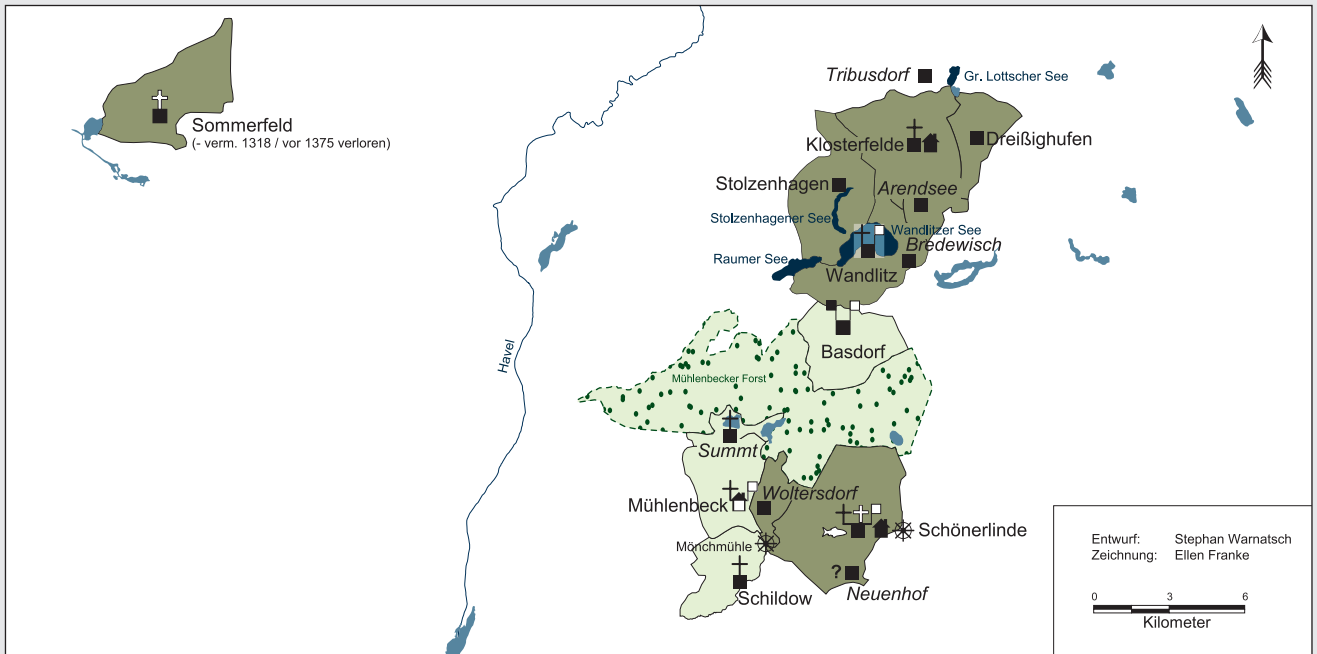 Tribusdorf
Gr. Lottscher See
Sommerfeld
(- verm. 1318 / vor 1375 verloren)
Klosterfelde
Dreißighufen
Stolzenhagen
Arendsee
Stolzenhagener See
Wandlitzer See
Bredewisch
Raumer See
Wandlitz
Havel
Basdorf
Mühlenbecker Forst
Summt
Woltersdorf
Mühlenbeck
Schönerlinde
Mönchmühle
?
Neuenhof
Schildow
Entwurf: Stephan Warnatsch
Zeichnung: Ellen Franke
0 3 6
Kilometer